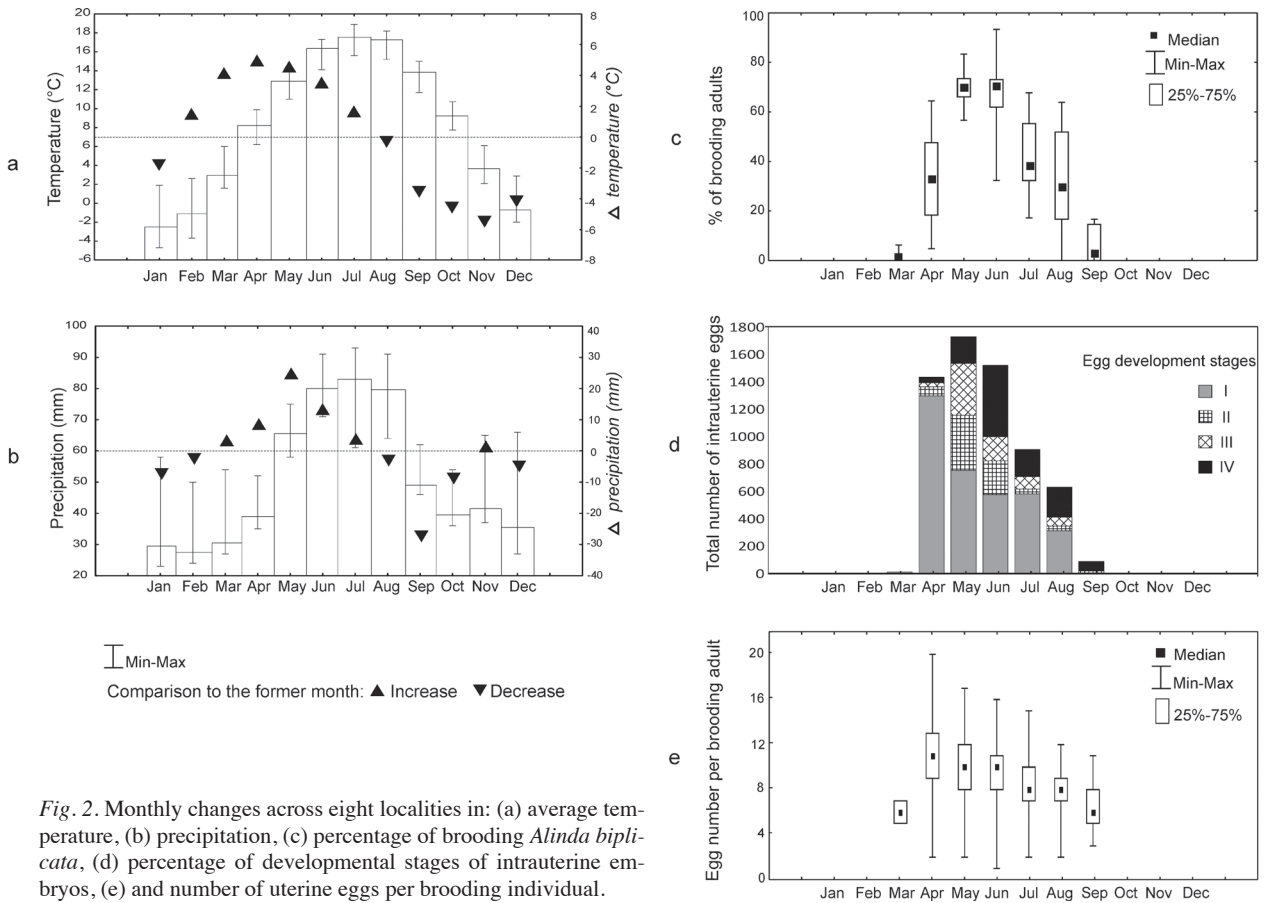 a
Temperature (°C)
20
18
16
14
12
10
8
6
4
2
0
-2
-4
-6
8
6
4
2
0
-2
-4
-6
-8
Δ temperature (°C)
Jan Feb Mar Apr May Jun Jul Aug Sep Oct Nov Dec
b
Precipitation (mm)
100
90
80
70
60
50
40
30
20
40
30
20
10
0
-10
-20
-30
-40
Δ precipitation (mm)
Jan Feb Mar Apr May Jun Jul Aug Sep Oct Nov Dec
Min-Max
Comparison to the former month: ▲ Increase ▼ Decrease
Fig. 2. Monthly changes across eight localities in: (a) average tem-
perature, (b) precipitation, (c) percentage of brooding Alinda bipli-
cata, (d) percentage of developmental stages of intrauterine em-
bryos, (e) and number of uterine eggs per brooding individual.
c
% of brooding adults
100
80
60
40
20
0
Median
Min-Max
25%-75%
Jan Feb Mar Apr May Jun Jul Aug Sep Oct Nov Dec
d
Total number of intrauterine eggs
1800
1600
1400
1200
1000
800
600
400
200
0
Egg development stages
I
II
III
IV
Jan Feb Mar Apr May Jun Jul Aug Sep Oct Nov Dec
e
Egg number per brooding adult
20
16
12
8
4
0
Median
Min-Max
25%-75%
Jan Feb Mar Apr May Jun Jul Aug Sep Oct Nov Dec